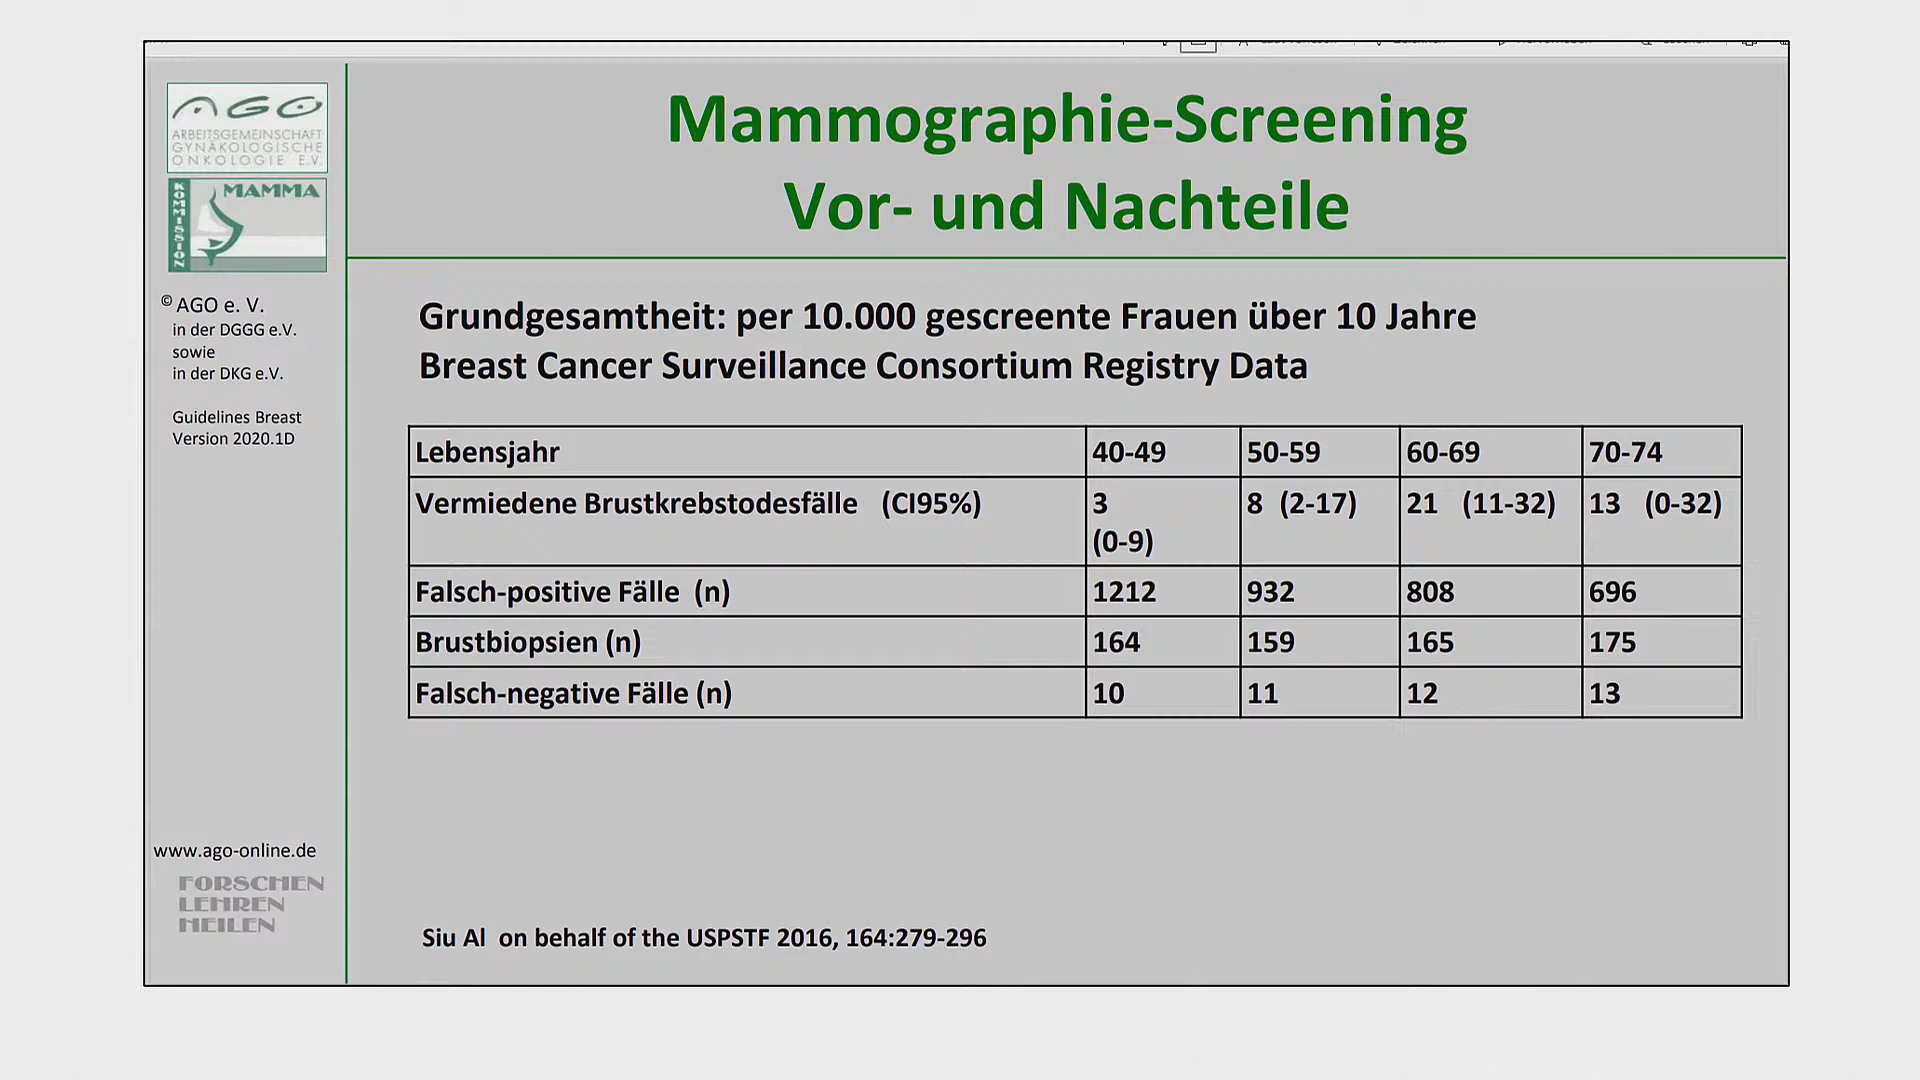 AGO
ARBEITSGEMEINSCHAFT
GYNÄKOLOGISCHE
ONKOLOGIE E.V.
KOMMISSION
MAMMA
© AGO e. V.
in der DGGG e.V.
sowie
in der DKG e.V.
Guidelines Breast
Version 2020.1D
www.ago-online.de
FORSCHEN
LEHREN
HEILEN
Mammographie-Screening
Vor- und Nachteile
Grundgesamtheit: per 10.000 gescreente Frauen über 10 Jahre
Breast Cancer Surveillance Consortium Registry Data
Lebensjahr 40-49 50-59 60-69 70-74
Vermiedene Brustkrebstodesfälle (CI95%) 3 8 (2-17) 21 (11-32) 13 (0-32)
(0-9)
Falsch-positive Fälle (n) 1212 932 808 696
Brustbiopsien (n) 164 159 165 175
Falsch-negative Fälle (n) 10 11 12 13
Siu Al on behalf of the USPSTF 2016, 164:279-296